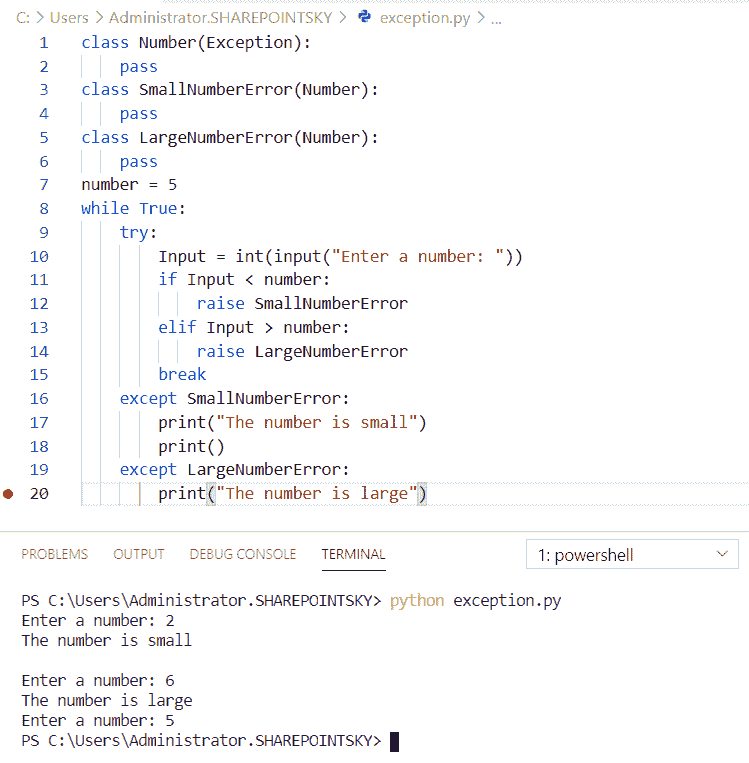 C: > Users > Administrator.SHAREPOINTSKY > exception.py > ...
1 class Number(Exception):
2     pass
3 class SmallNumberError(Number):
4     pass
5 class LargeNumberError(Number):
6     pass
7 number = 5
8 while True:
9     try:
10         Input = int(input("Enter a number: "))
11         if Input < number:
12             raise SmallNumberError
13         elif Input > number:
14             raise LargeNumberError
15         break
16     except SmallNumberError:
17         print("The number is small")
18         print()
19     except LargeNumberError:
20         print("The number is large")
PROBLEMS OUTPUT DEBUG CONSOLE TERMINAL 1: powershell
PS C:\Users\Administrator.SHAREPOINTSKY> python exception.py
Enter a number: 2
The number is small
Enter a number: 6
The number is large
Enter a number: 5
PS C:\Users\Administrator.SHAREPOINTSKY>